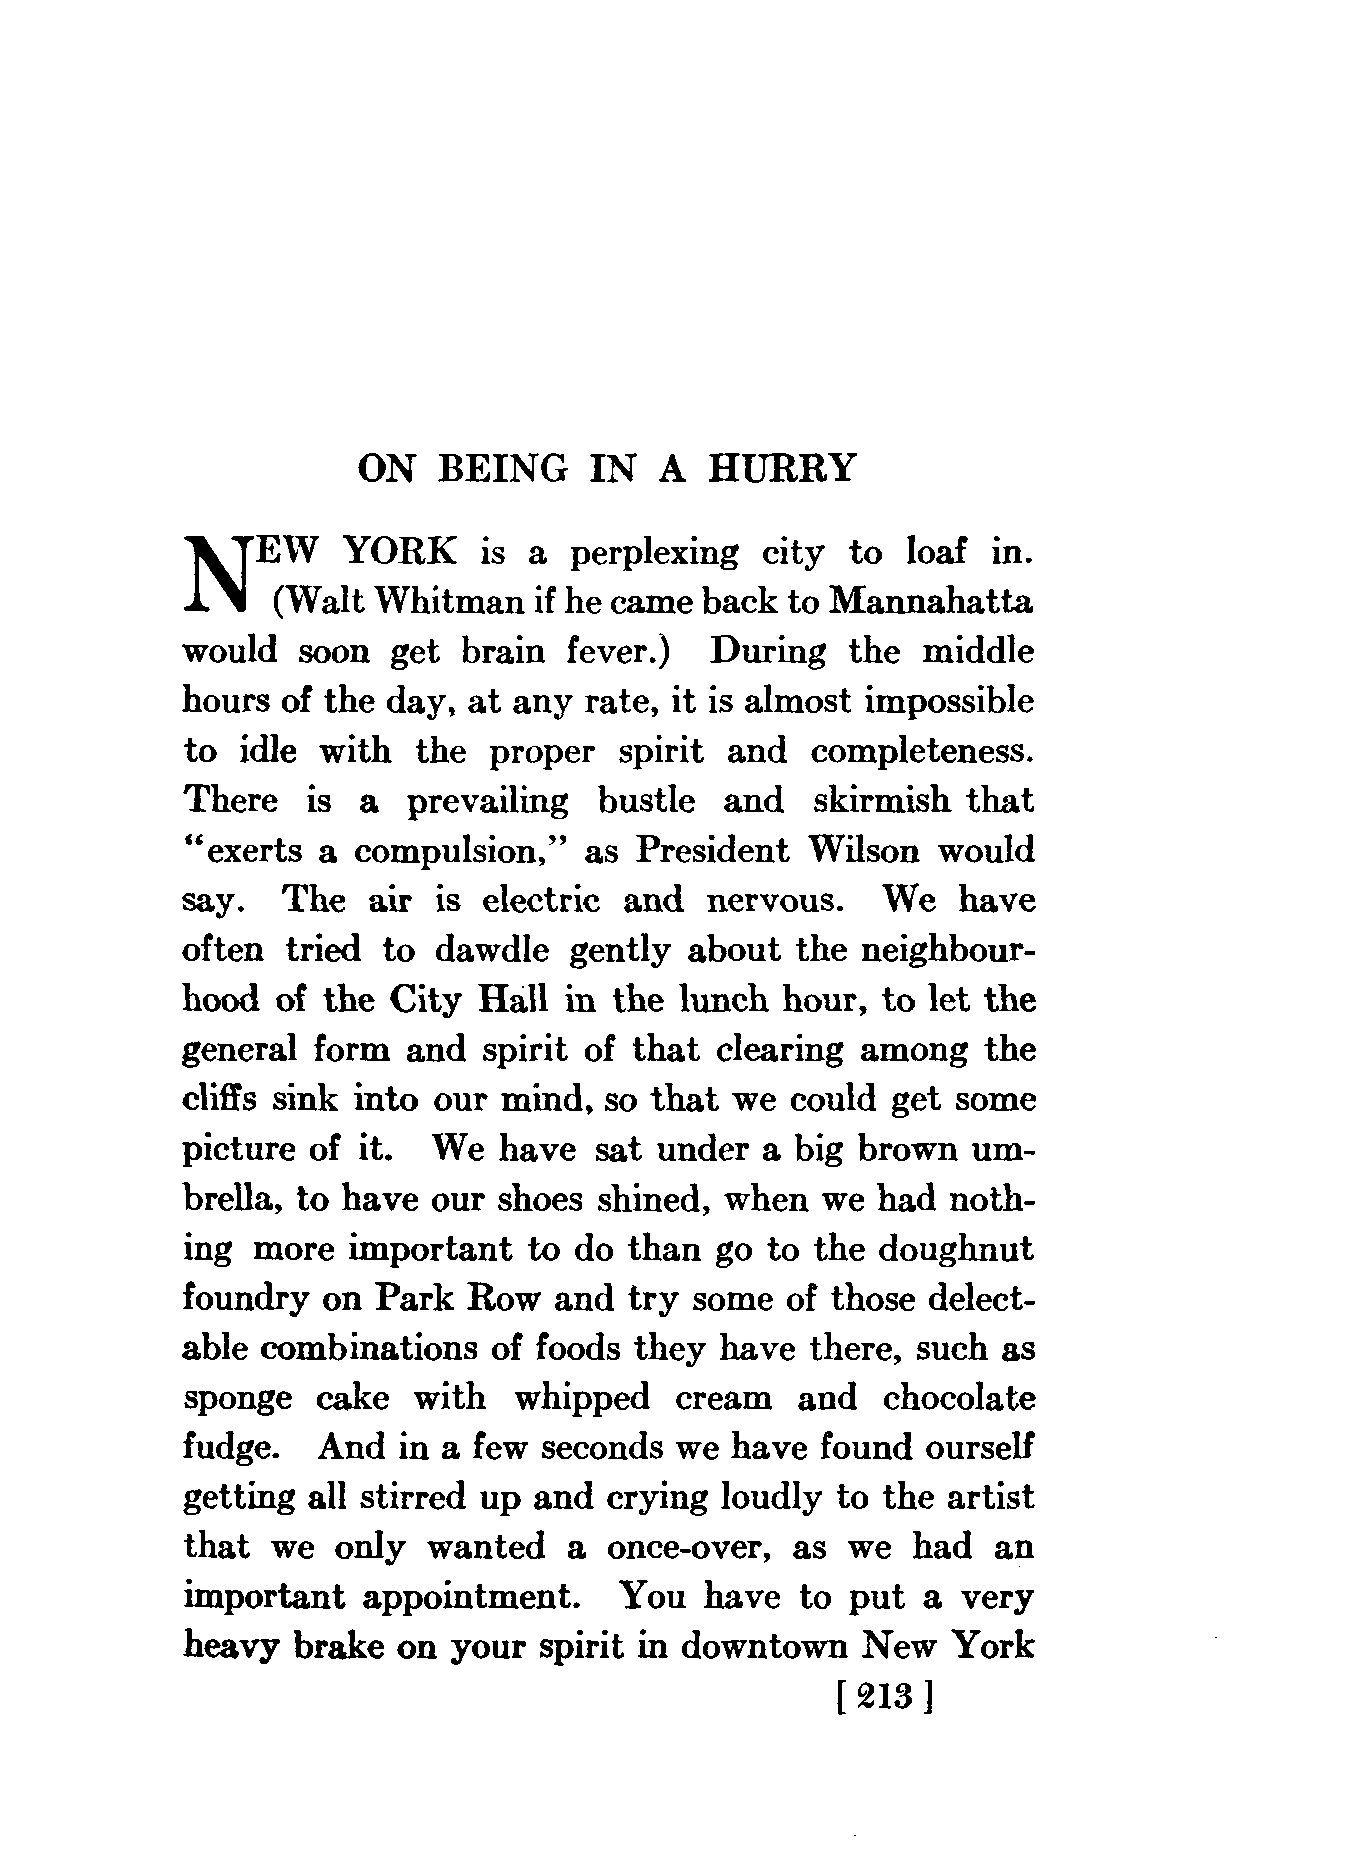 ON BEING IN A HURRY
NEW YORK is a perplexing city to loaf in.
(Walt Whitman if he came back to Mannahatta
would soon get brain fever.) During the middle
hours of the day, at any rate, it is almost impossible
to idle with the proper spirit and completeness.
There is a prevailing bustle and skirmish that
“exerts a compulsion,” as President Wilson would
say. The air is electric and nervous. We have
often tried to dawdle gently about the neighbour-
hood of the City Hall in the lunch hour, to let the
general form and spirit of that clearing among the
cliffs sink into our mind, so that we could get some
picture of it. We have sat under a big brown um-
brella, to have our shoes shined, when we had noth-
ing more important to do than go to the doughnut
foundry on Park Row and try some of those delect-
able combinations of foods they have there, such as
sponge cake with whipped cream and chocolate
fudge. And in a few seconds we have found ourself
getting all stirred up and crying loudly to the artist
that we only wanted a once-over, as we had an
important appointment. You have to put a very
heavy brake on your spirit in downtown New York
[ 213 ]